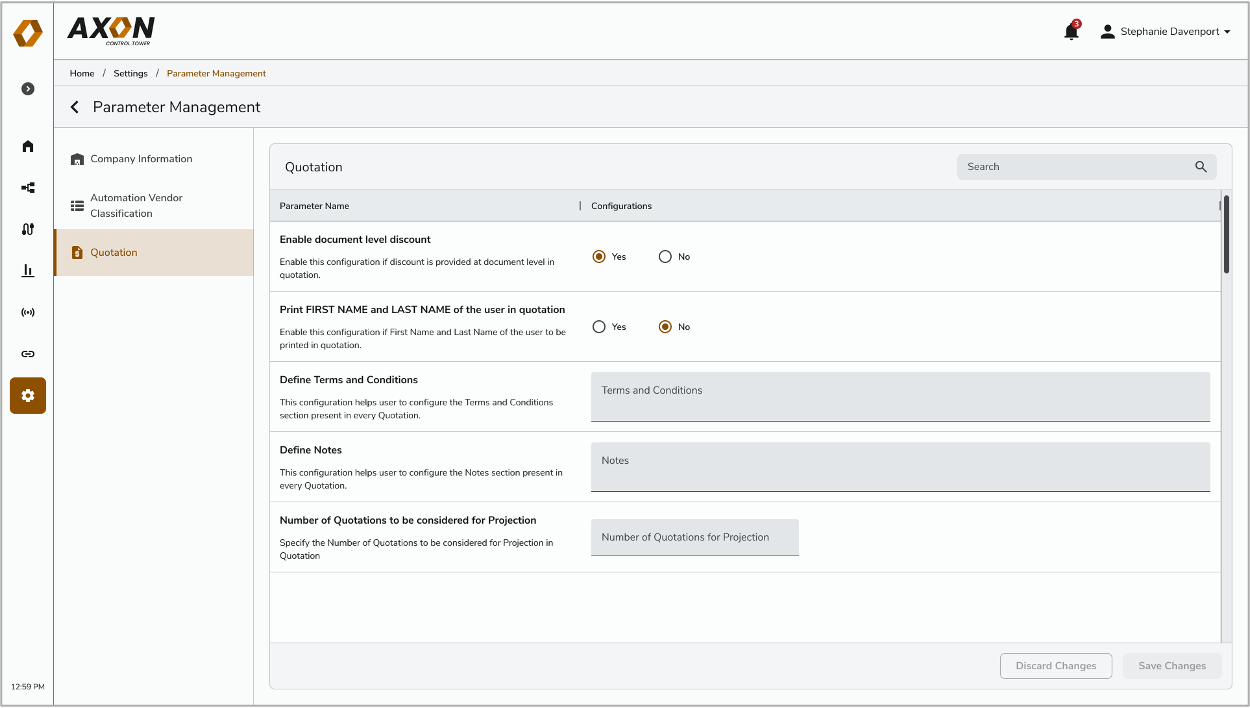 AXON
CONTROL TOWER
3
Stephanie Davenport
Home / Settings / Parameter Management
Parameter Management
Company Information
Automation Vendor
Classification
Quotation
Quotation
Search
Parameter Name
Configurations
Enable document level discount
Enable this configuration if discount is provided at document level in
quotation.
Yes
No
Print FIRST NAME and LAST NAME of the user in quotation
Enable this configuration if First Name and Last Name of the user to be
printed in quotation.
Yes
No
Define Terms and Conditions
This configuration helps user to configure the Terms and Conditions
section present in every Quotation.
Terms and Conditions
Define Notes
This configuration helps user to configure the Notes section present in
every Quotation.
Notes
Number of Quotations to be considered for Projection
Specify the Number of Quotations to be considered for Projection in
Quotation
Number of Quotations for Projection
Discard Changes
Save Changes
12:59 PM